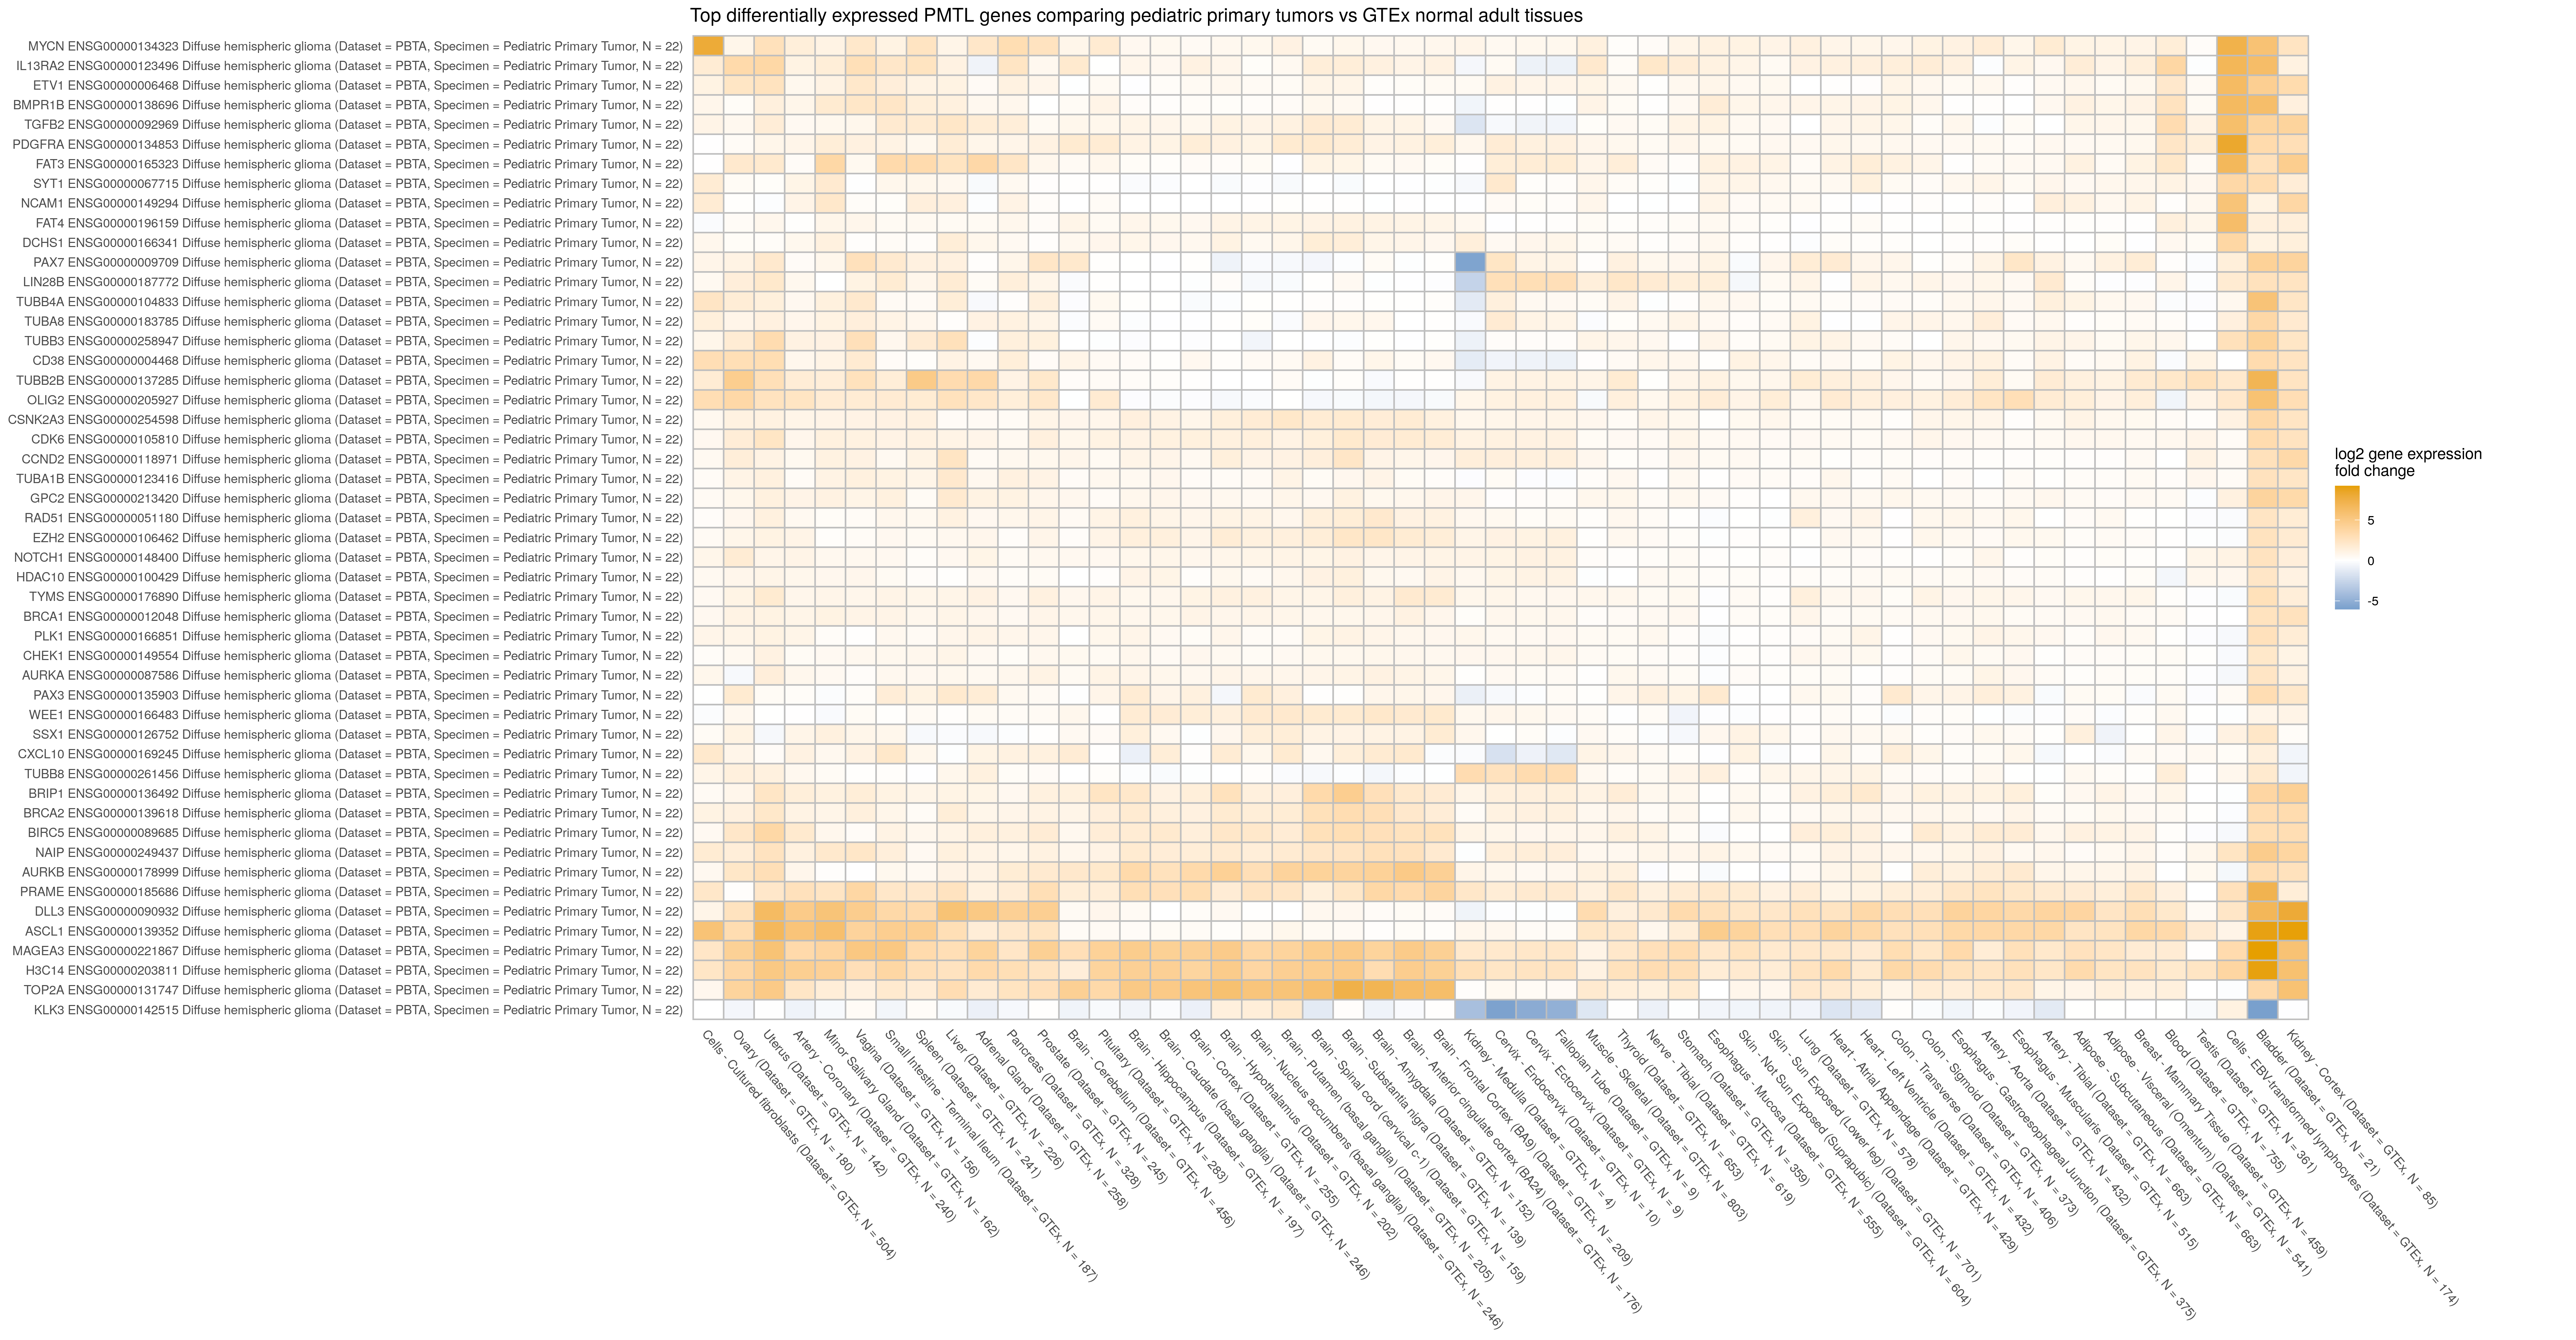 Top differentially expressed PMTL genes comparing pediatric primary tumors vs GTEx normal adult tissues
MYCN ENSG00000134323 Diffuse hemispheric glioma (Dataset = PBTA, Specimen = Pediatric Primary Tumor, N = 22)
IL13RA2 ENSG00000123496 Diffuse hemispheric glioma (Dataset = PBTA, Specimen = Pediatric Primary Tumor, N = 22)
ETV1 ENSG00000006468 Diffuse hemispheric glioma (Dataset = PBTA, Specimen = Pediatric Primary Tumor, N = 22)
BMPR1B ENSG00000138696 Diffuse hemispheric glioma (Dataset = PBTA, Specimen = Pediatric Primary Tumor, N = 22)
TGFB2 ENSG00000092969 Diffuse hemispheric glioma (Dataset = PBTA, Specimen = Pediatric Primary Tumor, N = 22)
PDGFRA ENSG00000134853 Diffuse hemispheric glioma (Dataset = PBTA, Specimen = Pediatric Primary Tumor, N = 22)
FAT3 ENSG00000165323 Diffuse hemispheric glioma (Dataset = PBTA, Specimen = Pediatric Primary Tumor, N = 22)
SYT1 ENSG00000067715 Diffuse hemispheric glioma (Dataset = PBTA, Specimen = Pediatric Primary Tumor, N = 22)
NCAM1 ENSG00000149294 Diffuse hemispheric glioma (Dataset = PBTA, Specimen = Pediatric Primary Tumor, N = 22)
FAT4 ENSG00000196159 Diffuse hemispheric glioma (Dataset = PBTA, Specimen = Pediatric Primary Tumor, N = 22)
DCHS1 ENSG00000166341 Diffuse hemispheric glioma (Dataset = PBTA, Specimen = Pediatric Primary Tumor, N = 22)
PAX7 ENSG00000009709 Diffuse hemispheric glioma (Dataset = PBTA, Specimen = Pediatric Primary Tumor, N = 22)
LIN28B ENSG00000187772 Diffuse hemispheric glioma (Dataset = PBTA, Specimen = Pediatric Primary Tumor, N = 22)
TUBB4A ENSG00000104833 Diffuse hemispheric glioma (Dataset = PBTA, Specimen = Pediatric Primary Tumor, N = 22)
TUBA8 ENSG00000183785 Diffuse hemispheric glioma (Dataset = PBTA, Specimen = Pediatric Primary Tumor, N = 22)
TUBB3 ENSG00000258947 Diffuse hemispheric glioma (Dataset = PBTA, Specimen = Pediatric Primary Tumor, N = 22)
CD38 ENSG00000004468 Diffuse hemispheric glioma (Dataset = PBTA, Specimen = Pediatric Primary Tumor, N = 22)
TUBB2B ENSG00000137285 Diffuse hemispheric glioma (Dataset = PBTA, Specimen = Pediatric Primary Tumor, N = 22)
OLIG2 ENSG00000205927 Diffuse hemispheric glioma (Dataset = PBTA, Specimen = Pediatric Primary Tumor, N = 22)
CSNK2A3 ENSG00000254598 Diffuse hemispheric glioma (Dataset = PBTA, Specimen = Pediatric Primary Tumor, N = 22)
CDK6 ENSG00000105810 Diffuse hemispheric glioma (Dataset = PBTA, Specimen = Pediatric Primary Tumor, N = 22)
CCND2 ENSG00000118971 Diffuse hemispheric glioma (Dataset = PBTA, Specimen = Pediatric Primary Tumor, N = 22)
TUBA1B ENSG00000123416 Diffuse hemispheric glioma (Dataset = PBTA, Specimen = Pediatric Primary Tumor, N = 22)
GPC2 ENSG00000213420 Diffuse hemispheric glioma (Dataset = PBTA, Specimen = Pediatric Primary Tumor, N = 22)
RAD51 ENSG00000051180 Diffuse hemispheric glioma (Dataset = PBTA, Specimen = Pediatric Primary Tumor, N = 22)
EZH2 ENSG00000106462 Diffuse hemispheric glioma (Dataset = PBTA, Specimen = Pediatric Primary Tumor, N = 22)
NOTCH1 ENSG00000148400 Diffuse hemispheric glioma (Dataset = PBTA, Specimen = Pediatric Primary Tumor, N = 22)
HDAC10 ENSG00000100429 Diffuse hemispheric glioma (Dataset = PBTA, Specimen = Pediatric Primary Tumor, N = 22)
TYMS ENSG00000176890 Diffuse hemispheric glioma (Dataset = PBTA, Specimen = Pediatric Primary Tumor, N = 22)
BRCA1 ENSG00000012048 Diffuse hemispheric glioma (Dataset = PBTA, Specimen = Pediatric Primary Tumor, N = 22)
PLK1 ENSG00000166851 Diffuse hemispheric glioma (Dataset = PBTA, Specimen = Pediatric Primary Tumor, N = 22)
CHEK1 ENSG00000149554 Diffuse hemispheric glioma (Dataset = PBTA, Specimen = Pediatric Primary Tumor, N = 22)
AURKA ENSG00000087586 Diffuse hemispheric glioma (Dataset = PBTA, Specimen = Pediatric Primary Tumor, N = 22)
PAX3 ENSG00000135903 Diffuse hemispheric glioma (Dataset = PBTA, Specimen = Pediatric Primary Tumor, N = 22)
WEE1 ENSG00000166483 Diffuse hemispheric glioma (Dataset = PBTA, Specimen = Pediatric Primary Tumor, N = 22)
SSX1 ENSG00000126752 Diffuse hemispheric glioma (Dataset = PBTA, Specimen = Pediatric Primary Tumor, N = 22)
CXCL10 ENSG00000169245 Diffuse hemispheric glioma (Dataset = PBTA, Specimen = Pediatric Primary Tumor, N = 22)
TUBB8 ENSG00000261456 Diffuse hemispheric glioma (Dataset = PBTA, Specimen = Pediatric Primary Tumor, N = 22)
BRIP1 ENSG00000136492 Diffuse hemispheric glioma (Dataset = PBTA, Specimen = Pediatric Primary Tumor, N = 22)
BRCA2 ENSG00000139618 Diffuse hemispheric glioma (Dataset = PBTA, Specimen = Pediatric Primary Tumor, N = 22)
BIRC5 ENSG00000089685 Diffuse hemispheric glioma (Dataset = PBTA, Specimen = Pediatric Primary Tumor, N = 22)
NAIP ENSG00000249437 Diffuse hemispheric glioma (Dataset = PBTA, Specimen = Pediatric Primary Tumor, N = 22)
AURKB ENSG00000178999 Diffuse hemispheric glioma (Dataset = PBTA, Specimen = Pediatric Primary Tumor, N = 22)
PRAME ENSG00000185686 Diffuse hemispheric glioma (Dataset = PBTA, Specimen = Pediatric Primary Tumor, N = 22)
DLL3 ENSG00000090932 Diffuse hemispheric glioma (Dataset = PBTA, Specimen = Pediatric Primary Tumor, N = 22)
ASCL1 ENSG00000139352 Diffuse hemispheric glioma (Dataset = PBTA, Specimen = Pediatric Primary Tumor, N = 22)
MAGEA3 ENSG00000221867 Diffuse hemispheric glioma (Dataset = PBTA, Specimen = Pediatric Primary Tumor, N = 22)
H3C14 ENSG00000203811 Diffuse hemispheric glioma (Dataset = PBTA, Specimen = Pediatric Primary Tumor, N = 22)
TOP2A ENSG00000131747 Diffuse hemispheric glioma (Dataset = PBTA, Specimen = Pediatric Primary Tumor, N = 22)
KLK3 ENSG00000142515 Diffuse hemispheric glioma (Dataset = PBTA, Specimen = Pediatric Primary Tumor, N = 22)
Cells - Cultured fibroblasts (Dataset = GTEx, N = 504)
Ovary (Dataset = GTEx, N = 180)
Uterus (Dataset = GTEx, N = 142)
Artery - Coronary (Dataset = GTEx, N = 240)
Minor Salivary Gland (Dataset = GTEx, N = 162)
Vagina (Dataset = GTEx, N = 156)
Small Intestine - Terminal Ileum (Dataset = GTEx, N = 187)
Spleen (Dataset = GTEx, N = 241)
Liver (Dataset = GTEx, N = 226)
Adrenal Gland (Dataset = GTEx, N = 258)
Pancreas (Dataset = GTEx, N = 328)
Prostate (Dataset = GTEx, N = 245)
Brain - Cerebellum (Dataset = GTEx, N = 456)
Pituitary (Dataset = GTEx, N = 283)
Brain - Hippocampus (Dataset = GTEx, N = 197)
Brain - Caudate (basal ganglia) (Dataset = GTEx, N = 246)
Brain - Cortex (Dataset = GTEx, N = 255)
Brain - Hypothalamus (Dataset = GTEx, N = 202)
Brain - Nucleus accumbens (basal ganglia) (Dataset = GTEx, N = 246)
Brain - Putamen (basal ganglia) (Dataset = GTEx, N = 205)
Brain - Spinal cord (cervical c-1) (Dataset = GTEx, N = 159)
Brain - Substantia nigra (Dataset = GTEx, N = 139)
Brain - Amygdala (Dataset = GTEx, N = 152)
Brain - Anterior cingulate cortex (BA24) (Dataset = GTEx, N = 176)
Brain - Frontal Cortex (BA9) (Dataset = GTEx, N = 209)
Kidney - Medulla (Dataset = GTEx, N = 4)
Cervix - Endocervix (Dataset = GTEx, N = 10)
Cervix - Ectocervix (Dataset = GTEx, N = 9)
Fallopian Tube (Dataset = GTEx, N = 9)
Muscle - Skeletal (Dataset = GTEx, N = 803)
Thyroid (Dataset = GTEx, N = 653)
Nerve - Tibial (Dataset = GTEx, N = 619)
Stomach (Dataset = GTEx, N = 359)
Esophagus - Mucosa (Dataset = GTEx, N = 555)
Skin - Not Sun Exposed (Suprapubic) (Dataset = GTEx, N = 604)
Skin - Sun Exposed (Lower leg) (Dataset = GTEx, N = 701)
Lung (Dataset = GTEx, N = 578)
Heart - Atrial Appendage (Dataset = GTEx, N = 429)
Heart - Left Ventricle (Dataset = GTEx, N = 432)
Colon - Transverse (Dataset = GTEx, N = 406)
Colon - Sigmoid (Dataset = GTEx, N = 373)
Esophagus - Gastroesophageal Junction (Dataset = GTEx, N = 375)
Artery - Aorta (Dataset = GTEx, N = 432)
Esophagus - Muscularis (Dataset = GTEx, N = 515)
Artery - Tibial (Dataset = GTEx, N = 663)
Adipose - Subcutaneous (Dataset = GTEx, N = 663)
Adipose - Visceral (Omentum) (Dataset = GTEx, N = 541)
Breast - Mammary Tissue (Dataset = GTEx, N = 459)
Blood (Dataset = GTEx, N = 755)
Testis (Dataset = GTEx, N = 361)
Cells - EBV-transformed lymphocytes (Dataset = GTEx, N = 174)
Bladder (Dataset = GTEx, N = 21)
Kidney - Cortex (Dataset = GTEx, N = 85)
log2 gene expression
fold change
5
0
-5